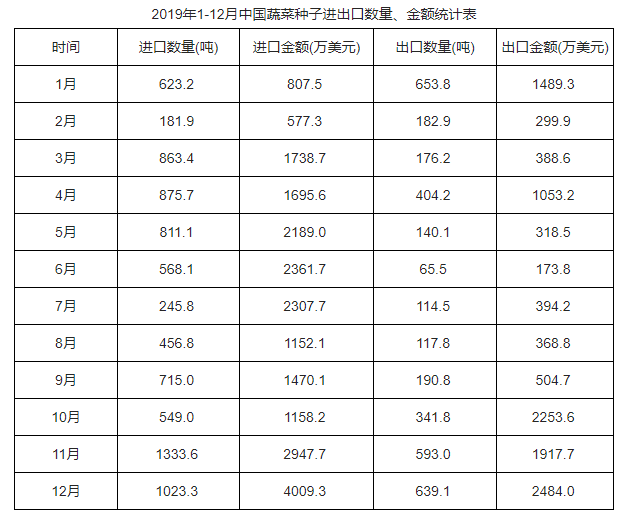 2019年1-12月中国蔬菜种子进出口数量、金额统计表
时间 进口数量(吨) 进口金额(万美元) 出口数量(吨) 出口金额(万美元)
1月 623.2 807.5 653.8 1489.3
2月 181.9 577.3 182.9 299.9
3月 863.4 1738.7 176.2 388.6
4月 875.7 1695.6 404.2 1053.2
5月 811.1 2189.0 140.1 318.5
6月 568.1 2361.7 65.5 173.8
7月 245.8 2307.7 114.5 394.2
8月 456.8 1152.1 117.8 368.8
9月 715.0 1470.1 190.8 504.7
10月 549.0 1158.2 341.8 2253.6
11月 1333.6 2947.7 593.0 1917.7
12月 1023.3 4009.3 639.1 2484.0